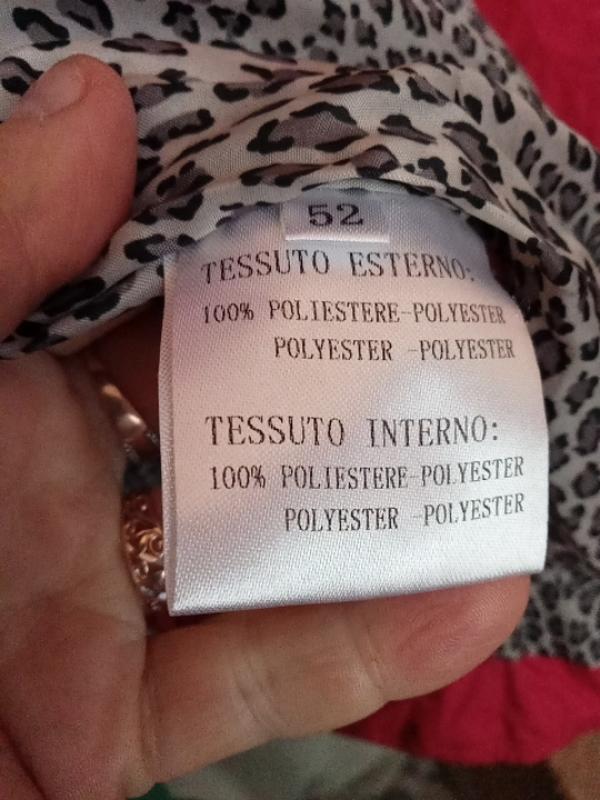 52
TESSUTO ESTERNO:
100% POLIESTERE-POLYESTER
POLYESTER -POLYESTER
TESSUTO INTERNO:
100% POLIESTERE-POLYESTER
POLYESTER -POLYESTER